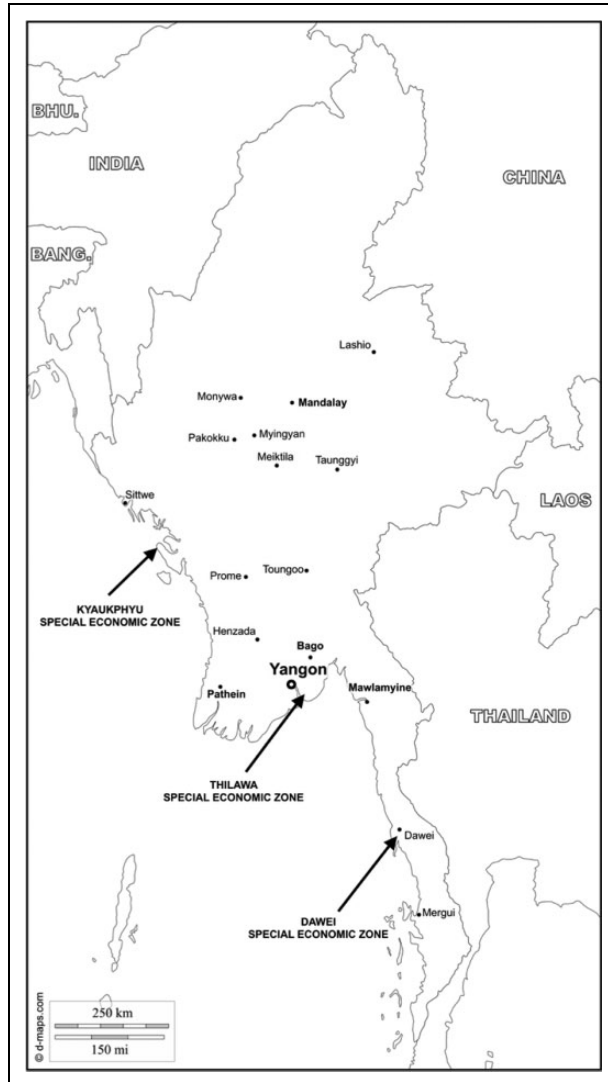 BHU.
INDIA
CHINA
BANG.
Lashio
Monywa
Mandalay
Myingyan
Pakokku
Meiktila
Taunggyi
Sittwe
LAOS
KYAUKPHYU
SPECIAL ECONOMIC ZONE
Prome
Toungoo
Henzada
Bago
Yangon
Pathein
Mawlamyine
THAILAND
THILAWA
SPECIAL ECONOMIC ZONE
Dawei
DAWEI
SPECIAL ECONOMIC ZONE
Mergui
250 km
150 mi
© d-maps.com